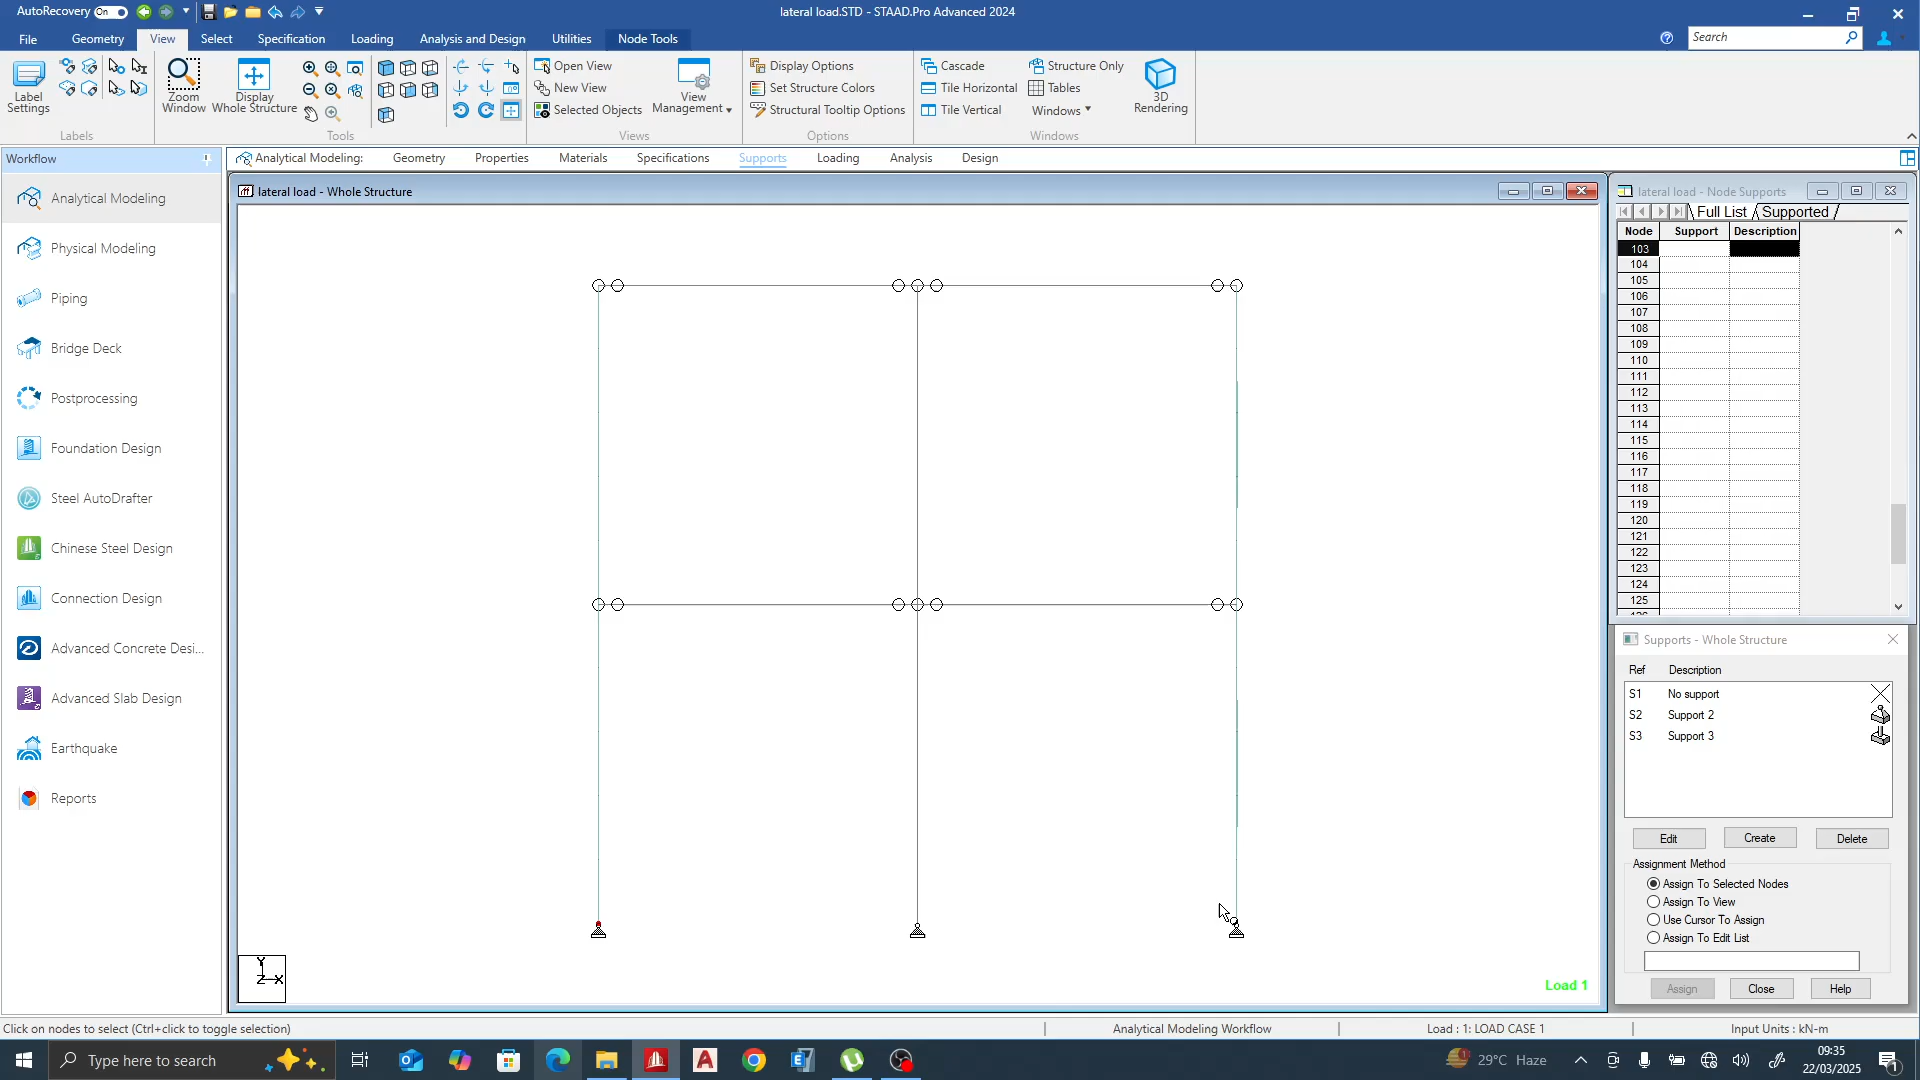 AutoRecovery On
lateral load.STD - STAAD.Pro Advanced 2024
File
Geometry
View
Select
Specification
Loading
Analysis and Design
Utilities
Node Tools
Search
Label Settings
Zoom Window
Display Whole Structure
Open View
New View
Selected Objects
View Management
Display Options
Set Structure Colors
Structural Tooltip Options
Cascade
Tile Horizontal
Tile Vertical
Structure Only
Tables
Windows
3D Rendering
Labels
Tools
Views
Options
Windows
Workflow
Analytical Modeling
Physical Modeling
Piping
Bridge Deck
Postprocessing
Foundation Design
Steel AutoDrafter
Chinese Steel Design
Connection Design
Advanced Concrete Desi...
Advanced Slab Design
Earthquake
Reports
Analytical Modeling:
Geometry
Properties
Materials
Specifications
Supports
Loading
Analysis
Design
lateral load - Whole Structure
Y
Z X
Load 1
lateral load - Node Supports
Full List
Supported
Node Support Description
103
104
105
106
107
108
109
110
111
112
113
114
115
116
117
118
119
120
121
122
123
124
125
Supports - Whole Structure
Ref Description
S1 No support
S2 Support 2
S3 Support 3
Edit
Create
Delete
Assignment Method
Assign To Selected Nodes
Assign To View
Use Cursor To Assign
Assign To Edit List
Assign
Close
Help
Click on nodes to select (Ctrl+click to toggle selection)
Analytical Modeling Workflow
Load : 1: LOAD CASE 1
Input Units : kN-m
Type here to search
29°C Haze
09:35
22/03/2025
1